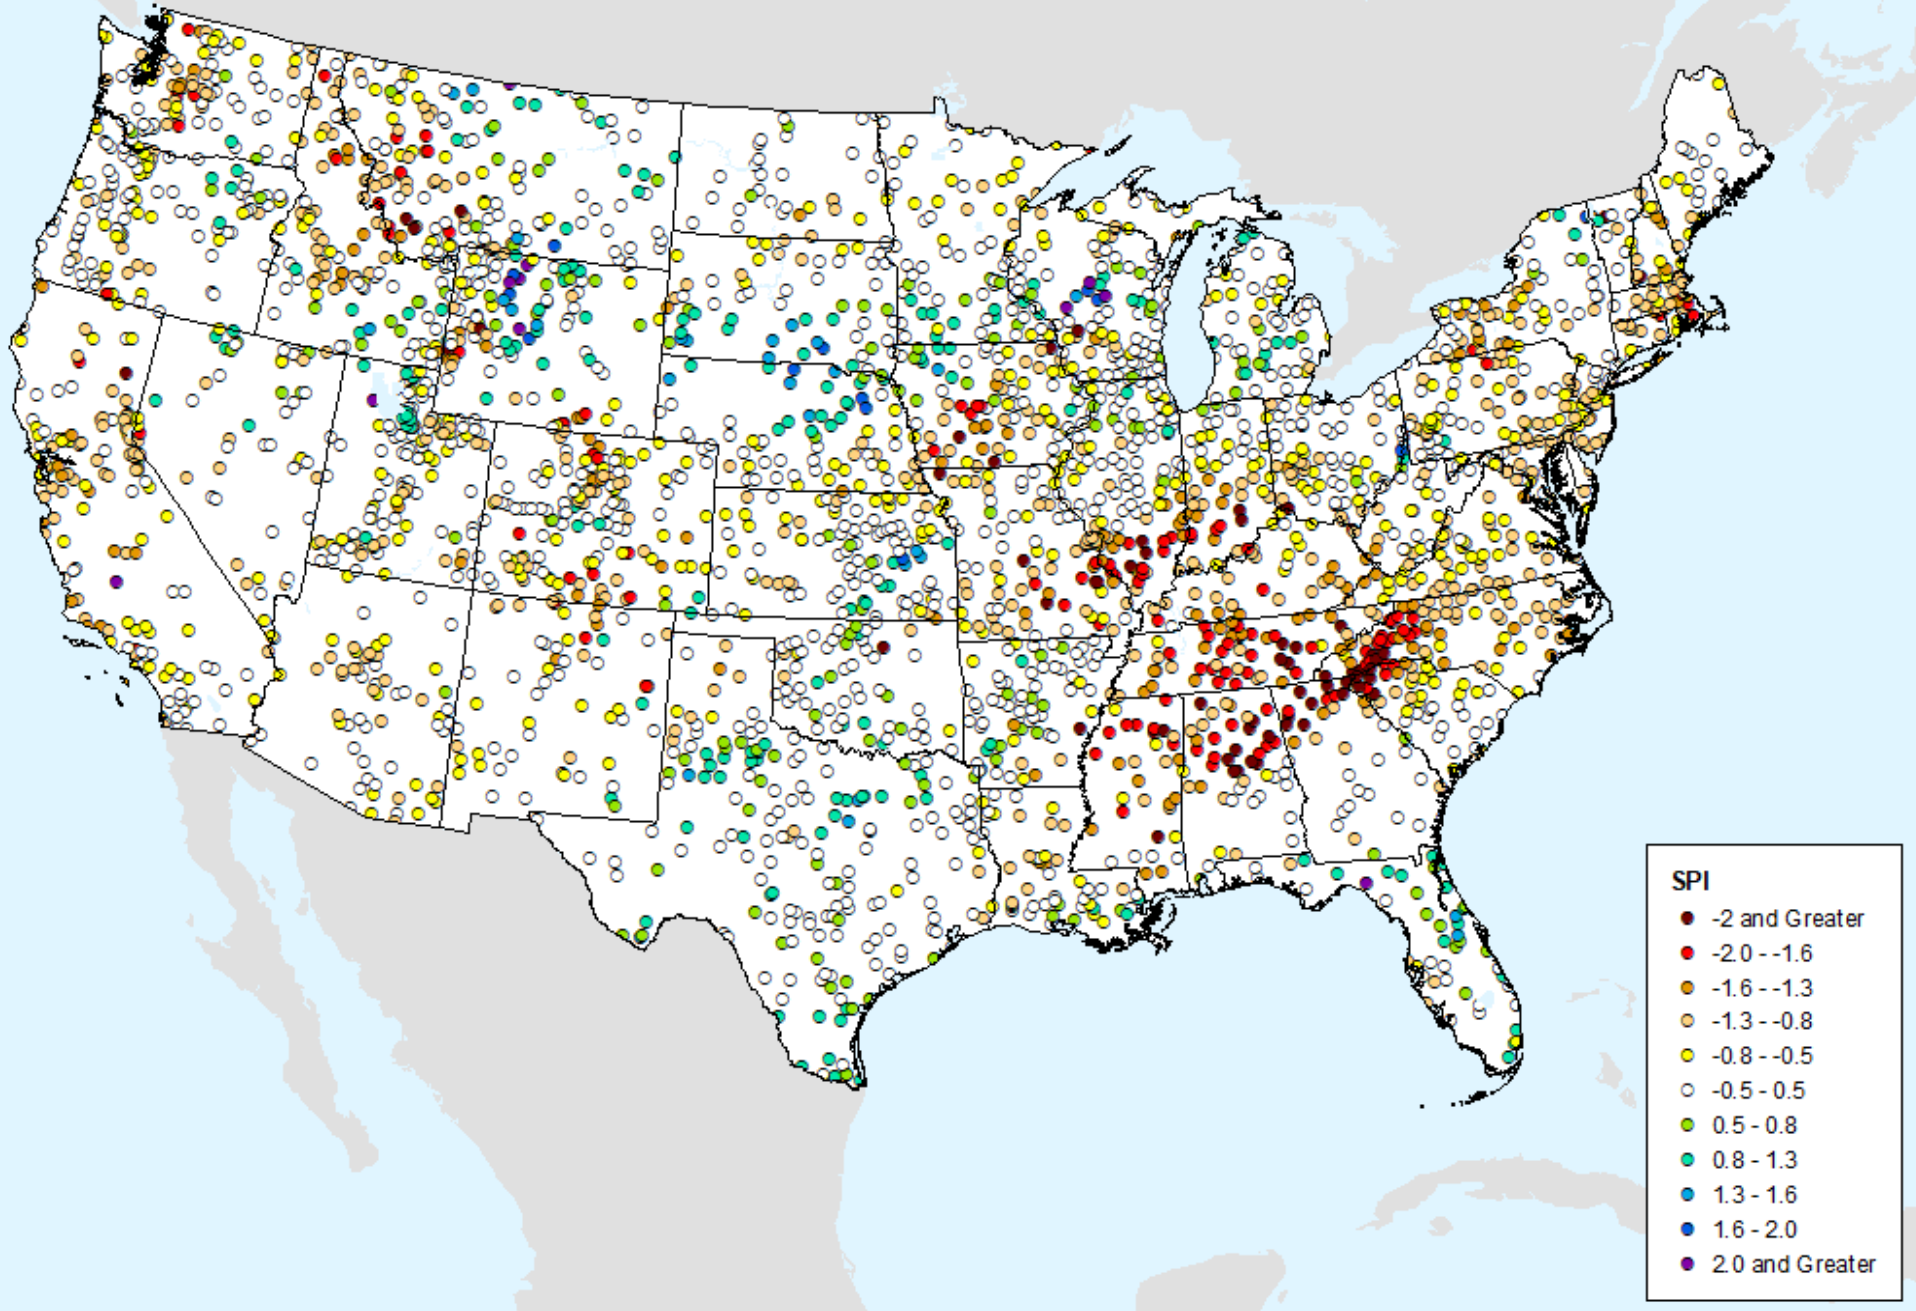 SPI
-2 and Greater
-2.0 - -1.6
-1.6 - -1.3
-1.3 - -0.8
-0.8 - -0.5
-0.5 - 0.5
0.5 - 0.8
0.8 - 1.3
1.3 - 1.6
1.6 - 2.0
2.0 and Greater